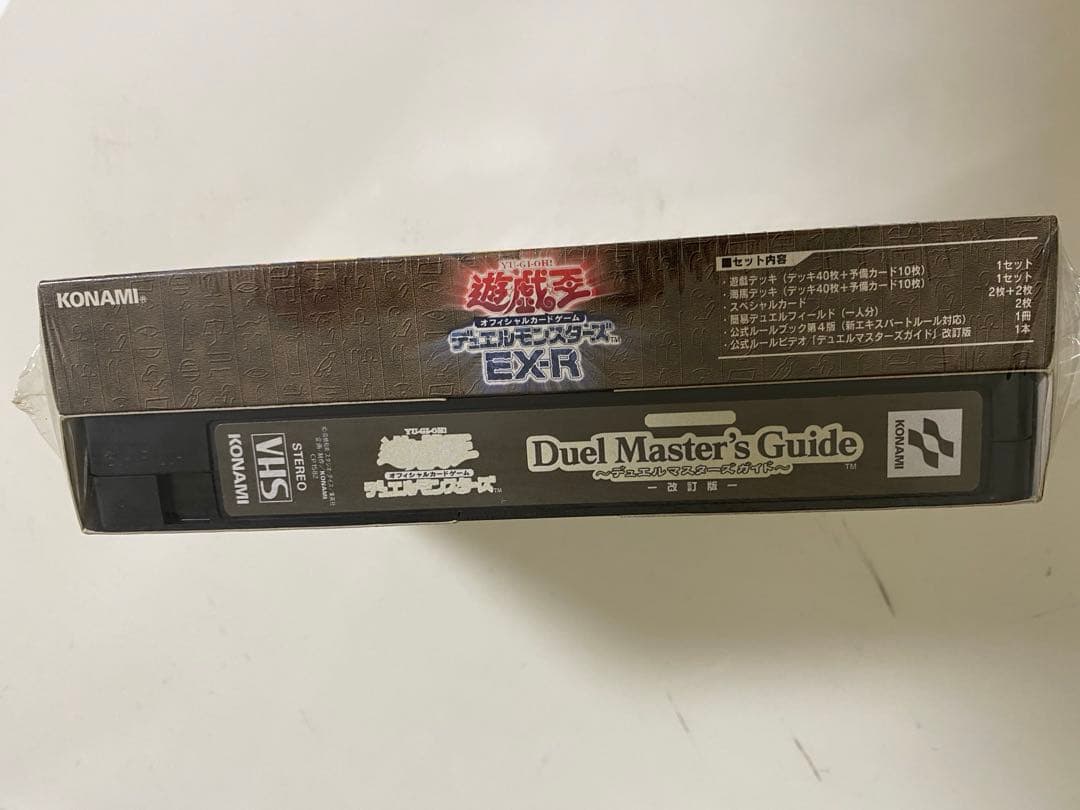 KONAMI®
YU-GI-OH!
遊戯王
オフィシャルカードゲーム
デュエルモンスターズ™
EX-R
■セット内容
・遊戯デッキ（デッキ40枚＋予備カード10枚） 1セット
・海馬デッキ（デッキ40枚＋予備カード10枚） 1セット
・スペシャルカード 2枚＋2枚
・簡易デュエルフィールド（一人分） 2枚
・公式ルールブック第4版（新エキスパートルール対応） 1冊
・公式ルールビデオ「デュエルマスターズガイド」改訂版 1本
KONAMI
VHS
STEREO
YU-GI-OH!
遊戯王
オフィシャルカードゲーム
デュエルモンスターズ™
Duel Master's Guide™
～デュエルマスターズ ガイド～
－改訂版－
KONAMI